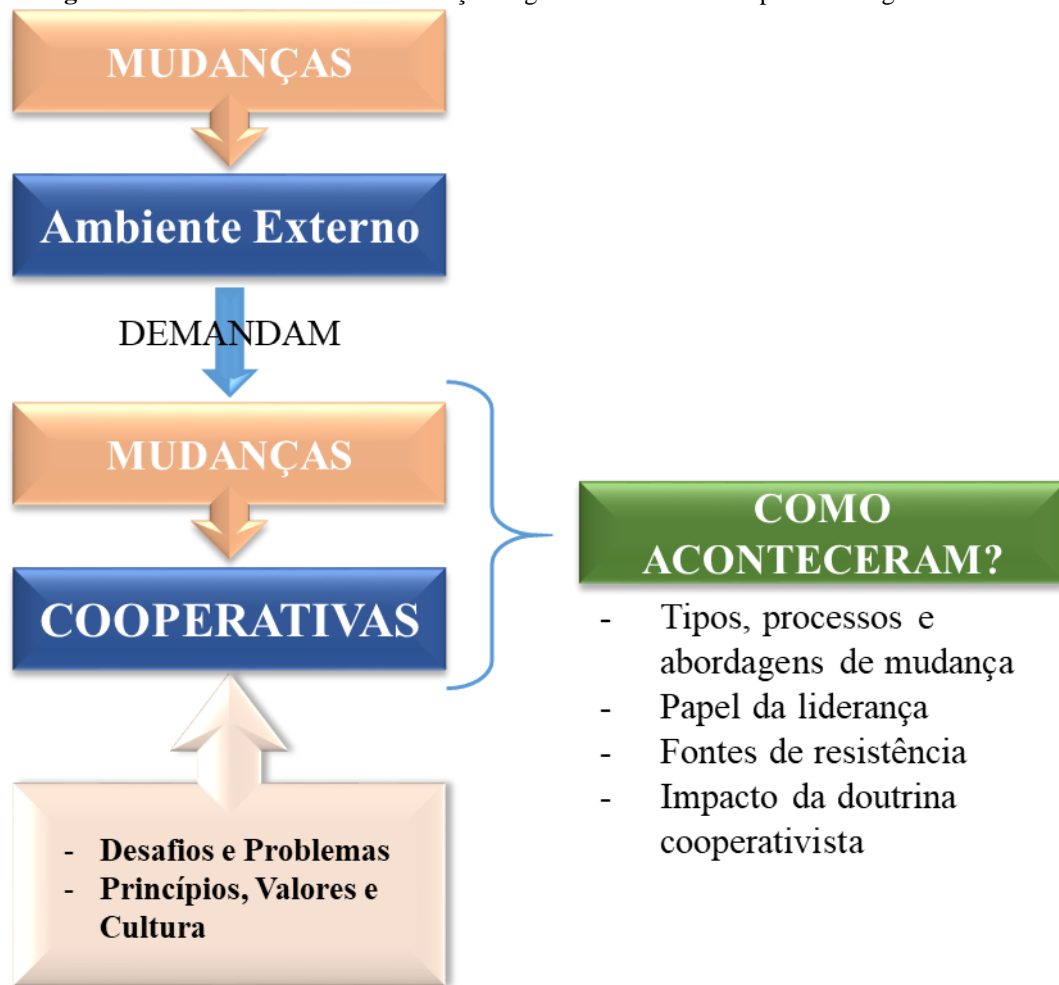 MUDANÇAS
Ambiente Externo
DEMANDAM
MUDANÇAS
COOPERATIVAS
- Desafios e Problemas
- Princípios, Valores e
Cultura
COMO
ACONTECERAM?
- Tipos, processos e
abordagens de mudança
- Papel da liderança
- Fontes de resistência
- Impacto da doutrina
cooperativista